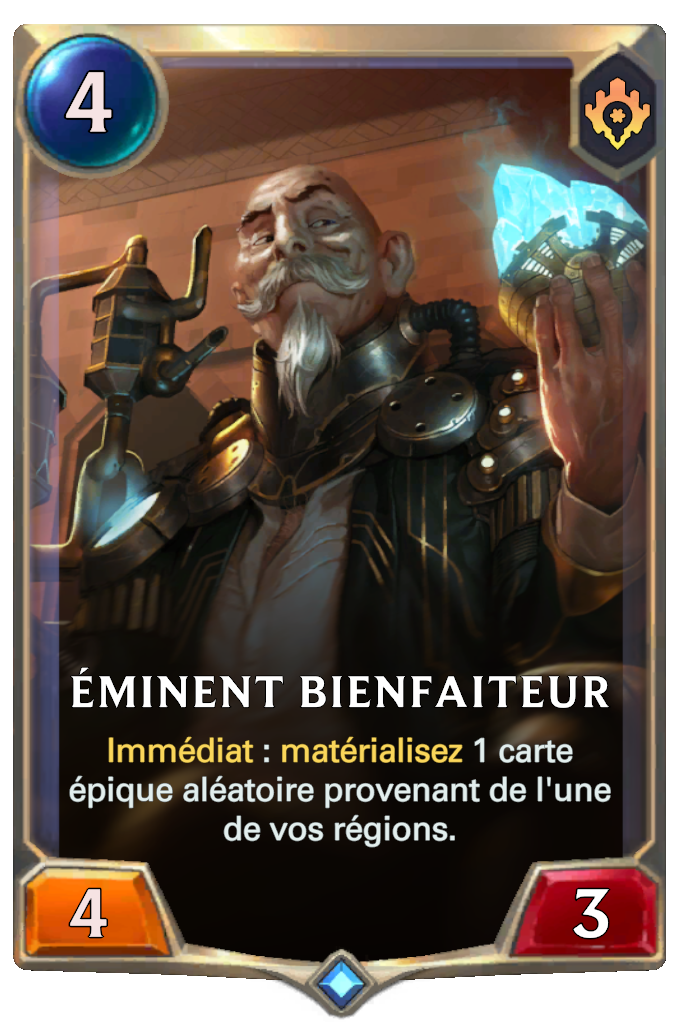 4
ÉMINENT BIENFAITEUR
Immédiat : matérialisez 1 carte
épique aléatoire provenant de l'une
de vos régions.
4
3